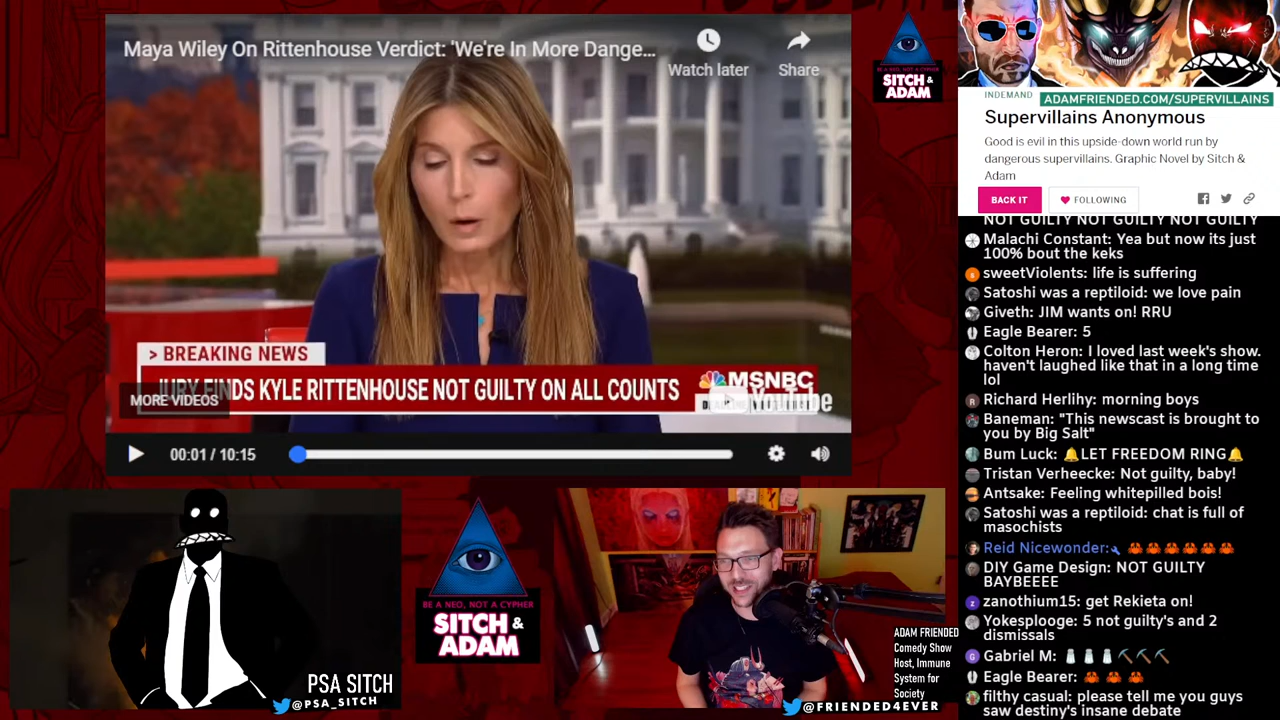 Maya Wiley On Rittenhouse Verdict: 'We're In More Dange...
Watch later
Share
> BREAKING NEWS
JURY FINDS KYLE RITTENHOUSE NOT GUILTY ON ALL COUNTS
MSNBC
YouTube
MORE VIDEOS
00:01 / 10:15
BE A NEO, NOT A CYPHER
SITCH &
ADAM
INDEMAND
ADAMFRIENDED.COM/SUPERVILLAINS
Supervillains Anonymous
Good is evil in this upside-down world run by
dangerous supervillains. Graphic Novel by Sitch &
Adam
BACK IT
FOLLOWING
NOT GUILTY NOT GUILTY NOT GUILTY
Malachi Constant: Yea but now its just
100% bout the keks
sweetViolents: life is suffering
Satoshi was a reptiloid: we love pain
Giveth: JIM wants on! RRU
Eagle Bearer: 5
Colton Heron: I loved last week's show.
haven't laughed like that in a long time
lol
Richard Herlihy: morning boys
Baneman: "This newscast is brought to
you by Big Salt"
Bum Luck: 🔔LET FREEDOM RING🔔
Tristan Verheecke: Not guilty, baby!
Antsake: Feeling whitepilled bois!
Satoshi was a reptiloid: chat is full of
masochists
Reid Nicewonder:🔧 🦀🦀🦀🦀🦀🦀
DIY Game Design: NOT GUILTY
BAYBEEEE
zanothium15: get Rekieta on!
Yokesplooge: 5 not guilty's and 2
dismissals
Gabriel M: 🧂🧂🧂⛏⛏⛏
Eagle Bearer: 🦀 🦀 🦀
filthy casual: please tell me you guys
saw destiny's insane debate
PSA SITCH
@PSA_SITCH
BE A NEO, NOT A CYPHER
SITCH &
ADAM
ADAM FRIENDED
Comedy Show
Host, Immune
System for
Society
@FRIENDED4EVER